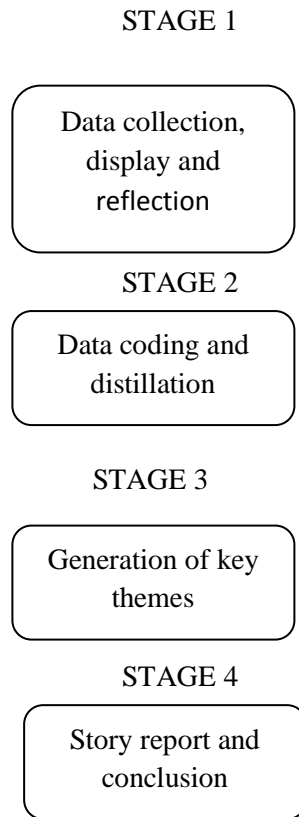 STAGE 1
Data collection,
display and
reflection
STAGE 2
Data coding and
distillation
STAGE 3
Generation of key
themes
STAGE 4
Story report and
conclusion